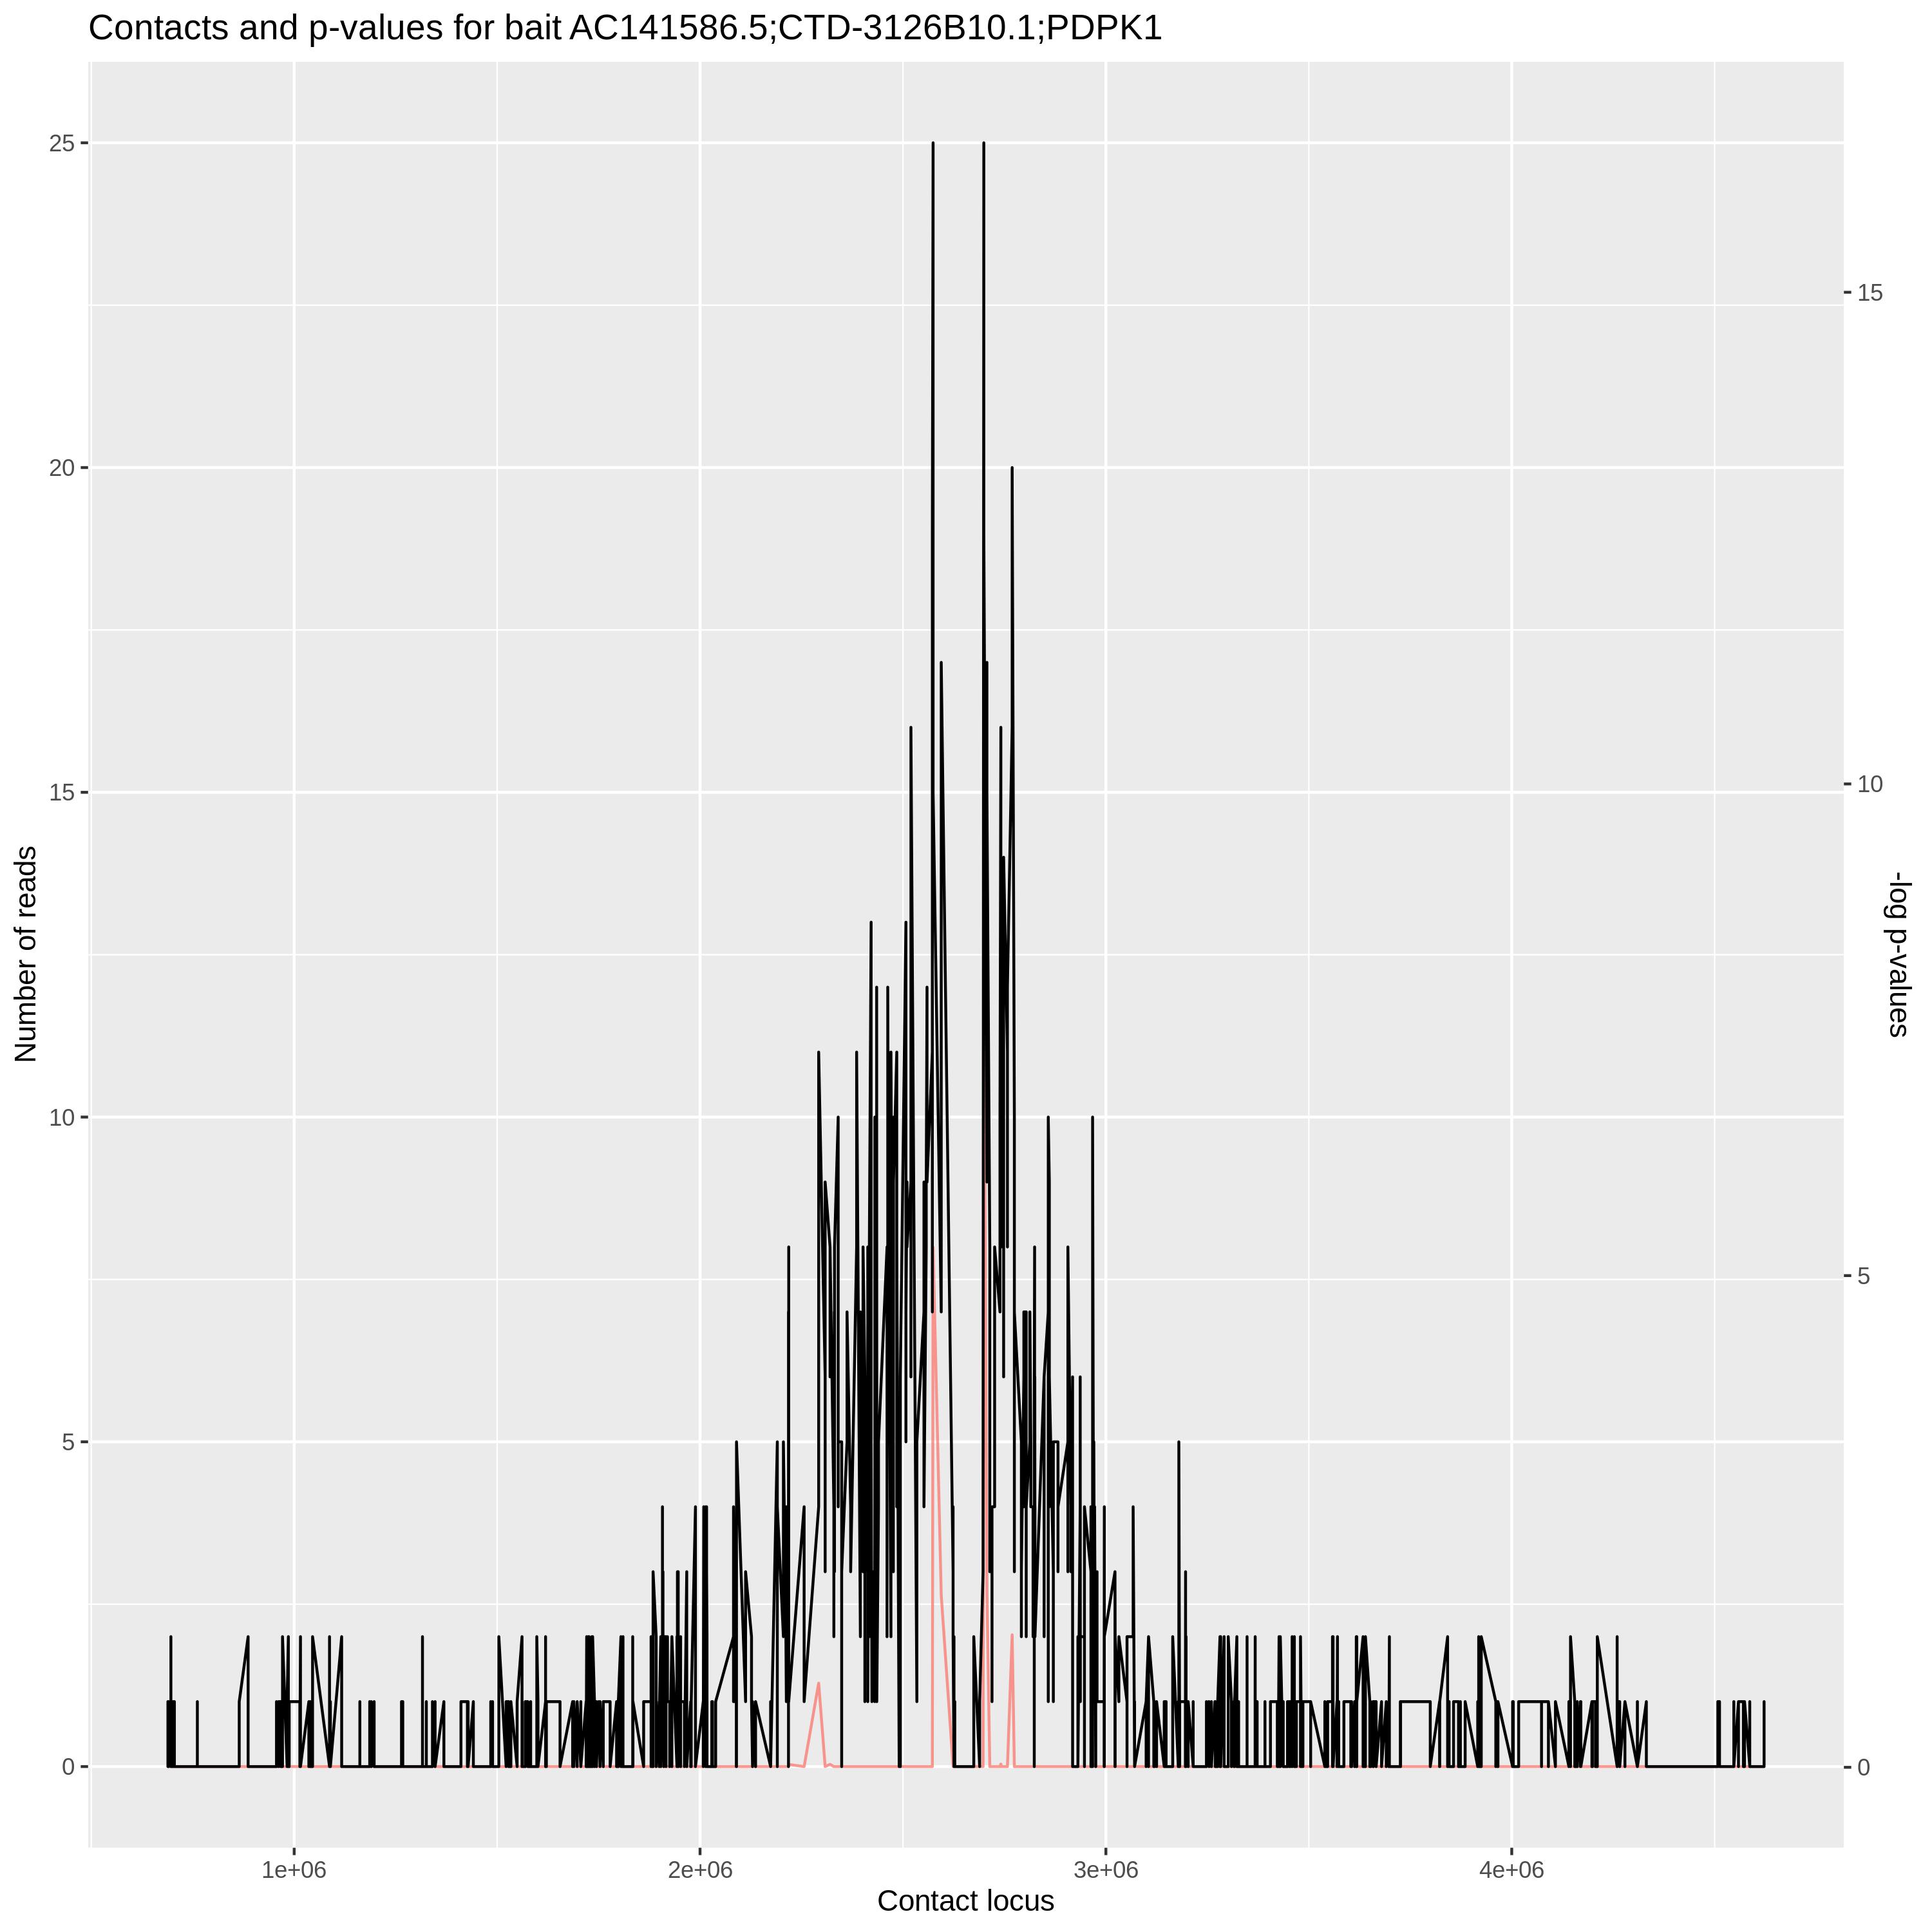 Contacts and p-values for bait AC141586.5;CTD-3126B10.1;PDPK1
25
20
15
10
5
0
Number of reads
15
10
5
0
-log p-values
1e+06
2e+06
3e+06
4e+06
Contact locus